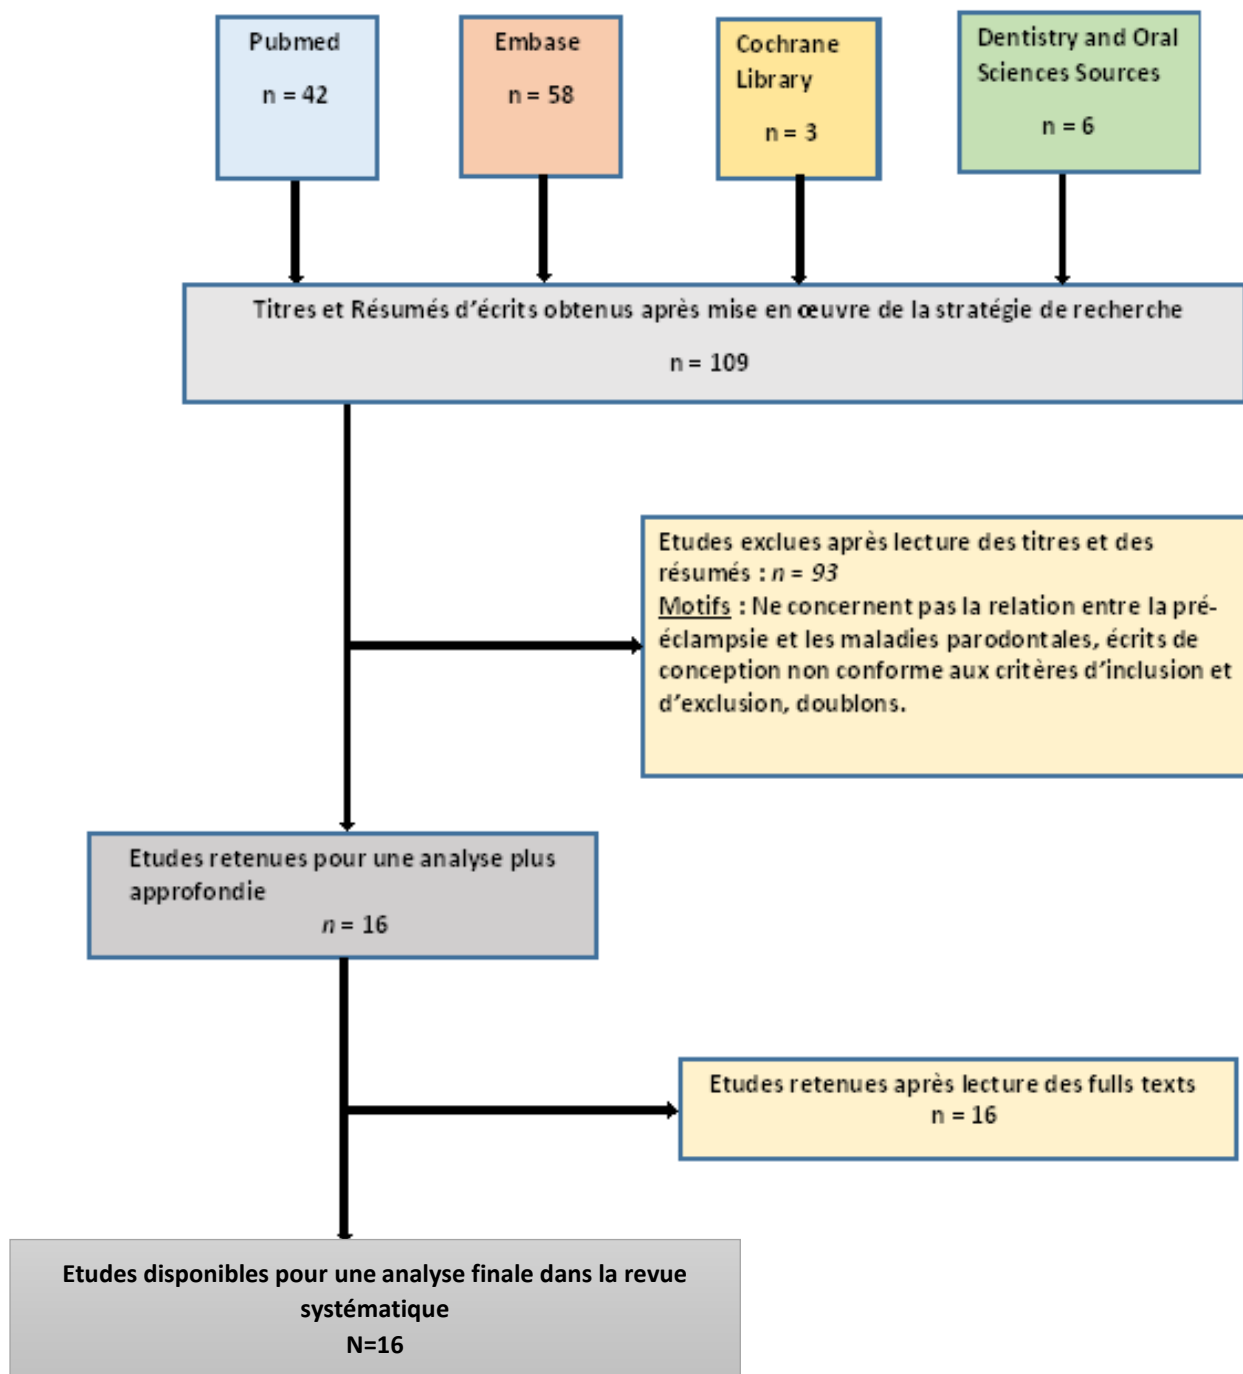 Pubmed
n = 42
Embase
n = 58
Cochrane
Library
n = 3
Dentistry and Oral
Sciences Sources
n = 6
Titres et Résumés d'écrits obtenus après mise en œuvre de la stratégie de recherche
n = 109
Etudes exclues après lecture des titres et des
résumés : n = 93
Motifs : Ne concernent pas la relation entre la pré-
éclampsie et les maladies parodontales, écrits de
conception non conforme aux critères d'inclusion et
d'exclusion, doublons.
Etudes retenues pour une analyse plus
approfondie
n = 16
Etudes retenues après lecture des fulls texts
n = 16
Etudes disponibles pour une analyse finale dans la revue
systématique
N=16